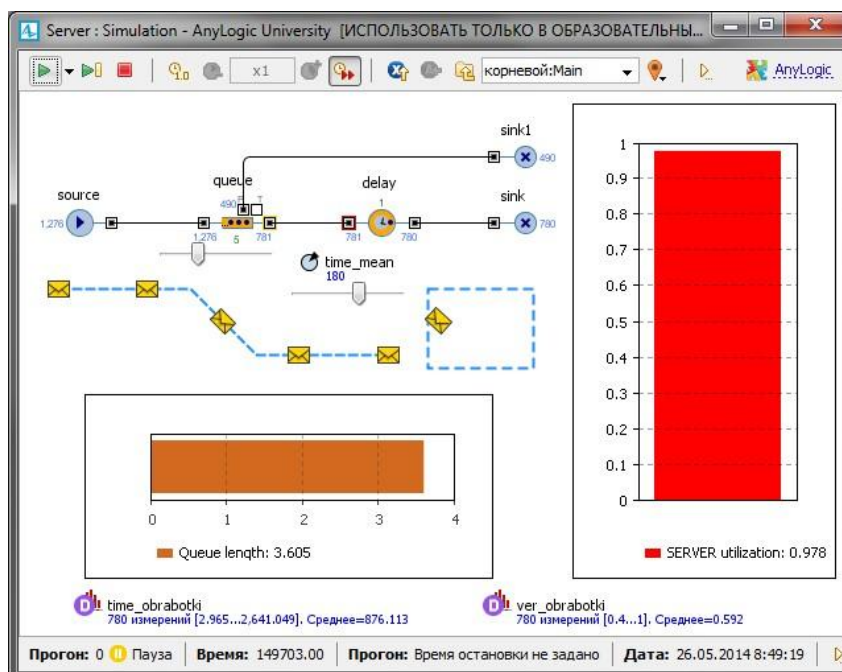 Server : Simulation - AnyLogic University [ИСПОЛЬЗОВАТЬ ТОЛЬКО В ОБРАЗОВАТЕЛЬНЫ...
x1
корневой:Main
AnyLogic
sink1
490
source
queue
delay
sink
490
1
1,276
780
1,276
5
781
781
780
time_mean
180
1
0.9
0.8
0.7
0.6
0.5
0.4
0.3
0.2
0.1
0
0 1 2 3 4
Queue length: 3.605
SERVER utilization: 0.978
time_obrabotki
780 измерений [2.965...2,641.049]. Среднее=876.113
ver_obrabotki
780 измерений [0.4...1]. Среднее=0.592
Прогон: 0 Пауза Время: 149703.00 Прогон: Время остановки не задано Дата: 26.05.2014 8:49:19